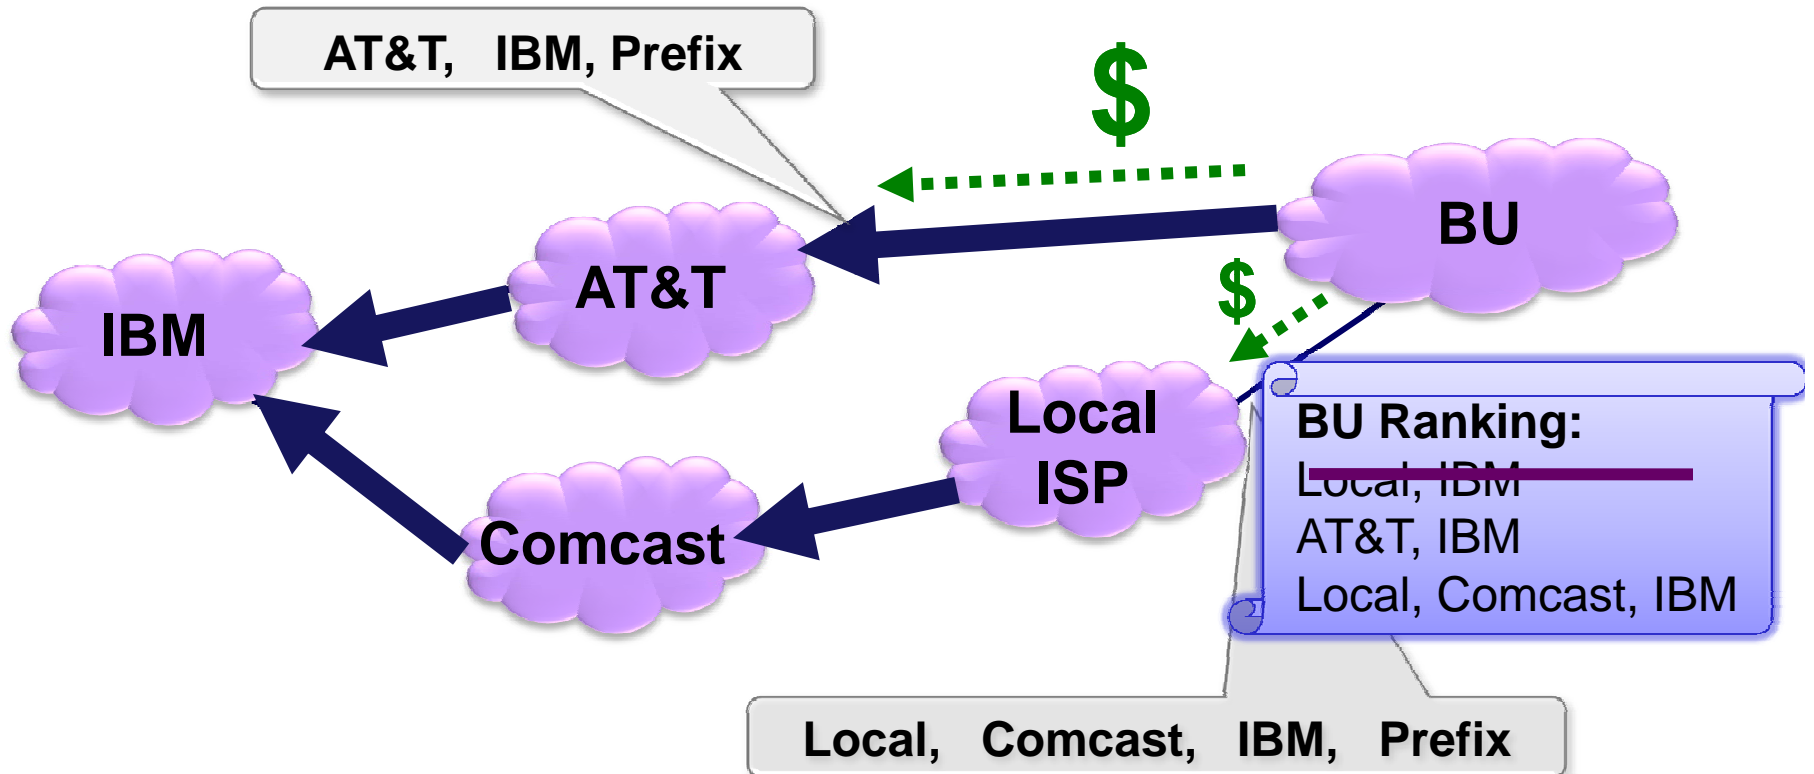 AT&T, IBM, Prefix
$
BU
$
AT&T
IBM
Local
ISP
Comcast
BU Ranking:
Local, IBM
AT&T, IBM
Local, Comcast, IBM
Local, Comcast, IBM, Prefix